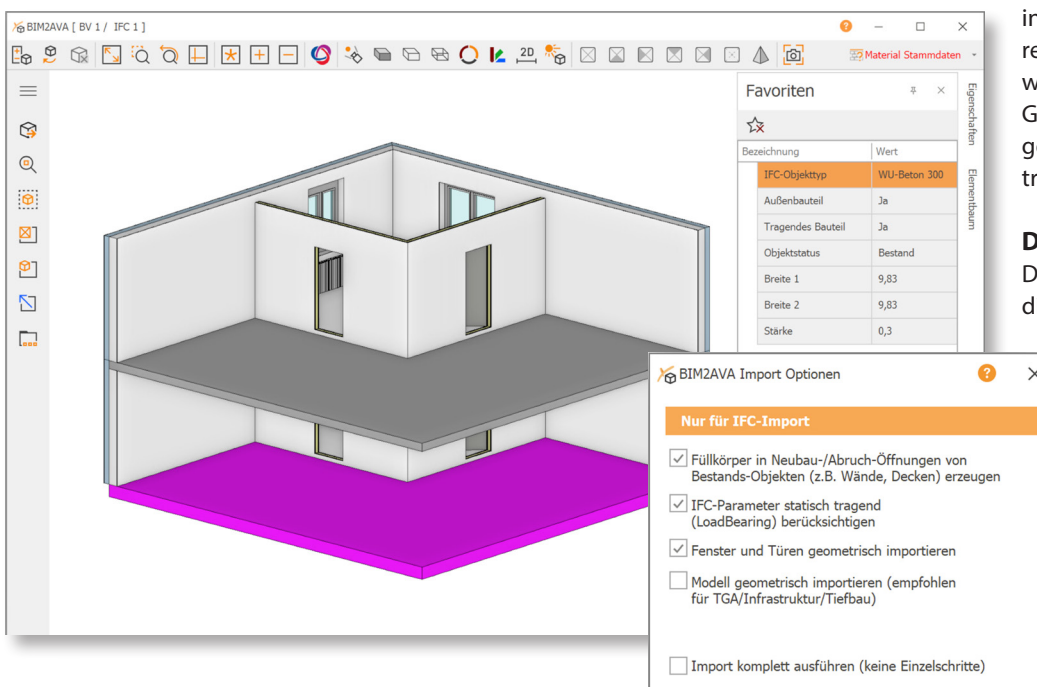 BIM2AVA [ BV 1 / IFC 1 ]
?
2D
Material Stammdaten
Favoriten
Bezeichnung Wert
IFC-Objekttyp WU-Beton 300
Außenbauteil Ja
Tragendes Bauteil Ja
Objektstatus Bestand
Breite 1 9,83
Breite 2 9,83
Stärke 0,3
Eigenschaften
Elementbaum
BIM2AVA Import Optionen
?
Nur für IFC-Import
Füllkörper in Neubau-/Abruch-Öffnungen von
Bestands-Objekten (z.B. Wände, Decken) erzeugen
IFC-Parameter statisch tragend
(LoadBearing) berücksichtigen
Fenster und Türen geometrisch importieren
Modell geometrisch importieren (empfohlen
für TGA/Infrastruktur/Tiefbau)
Import komplett ausführen (keine Einzelschritte)